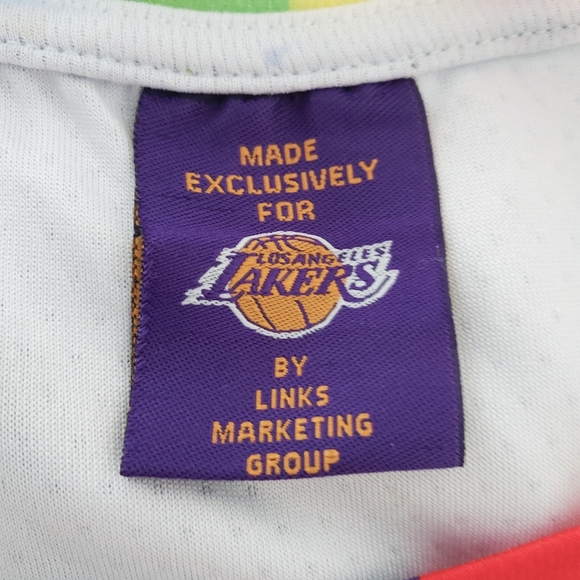 MADE
EXCLUSIVELY
FOR
LOS ANGELES
LAKERS
BY
LINKS
MARKETING
GROUP